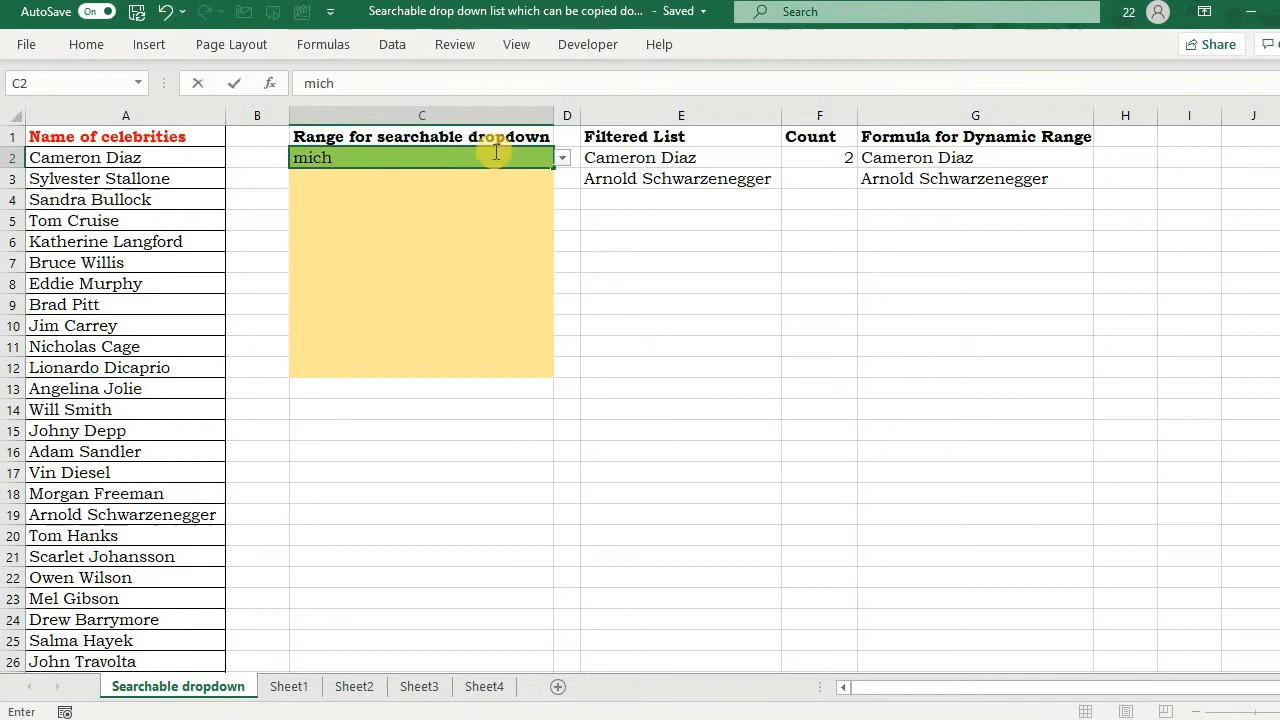 AutoSave On Searchable drop down list which can be copied do... - Saved Search 22
File Home Insert Page Layout Formulas Data Review View Developer Help Share
C2 fx mich
A B C D E F G H I J
1 Name of celebrities Range for searchable dropdown Filtered List Count Formula for Dynamic Range
2 Cameron Diaz mich Cameron Diaz 2 Cameron Diaz
3 Sylvester Stallone Arnold Schwarzenegger Arnold Schwarzenegger
4 Sandra Bullock
5 Tom Cruise
6 Katherine Langford
7 Bruce Willis
8 Eddie Murphy
9 Brad Pitt
10 Jim Carrey
11 Nicholas Cage
12 Lionardo Dicaprio
13 Angelina Jolie
14 Will Smith
15 Johny Depp
16 Adam Sandler
17 Vin Diesel
18 Morgan Freeman
19 Arnold Schwarzenegger
20 Tom Hanks
21 Scarlet Johansson
22 Owen Wilson
23 Mel Gibson
24 Drew Barrymore
25 Salma Hayek
26 John Travolta
Searchable dropdown Sheet1 Sheet2 Sheet3 Sheet4
Enter